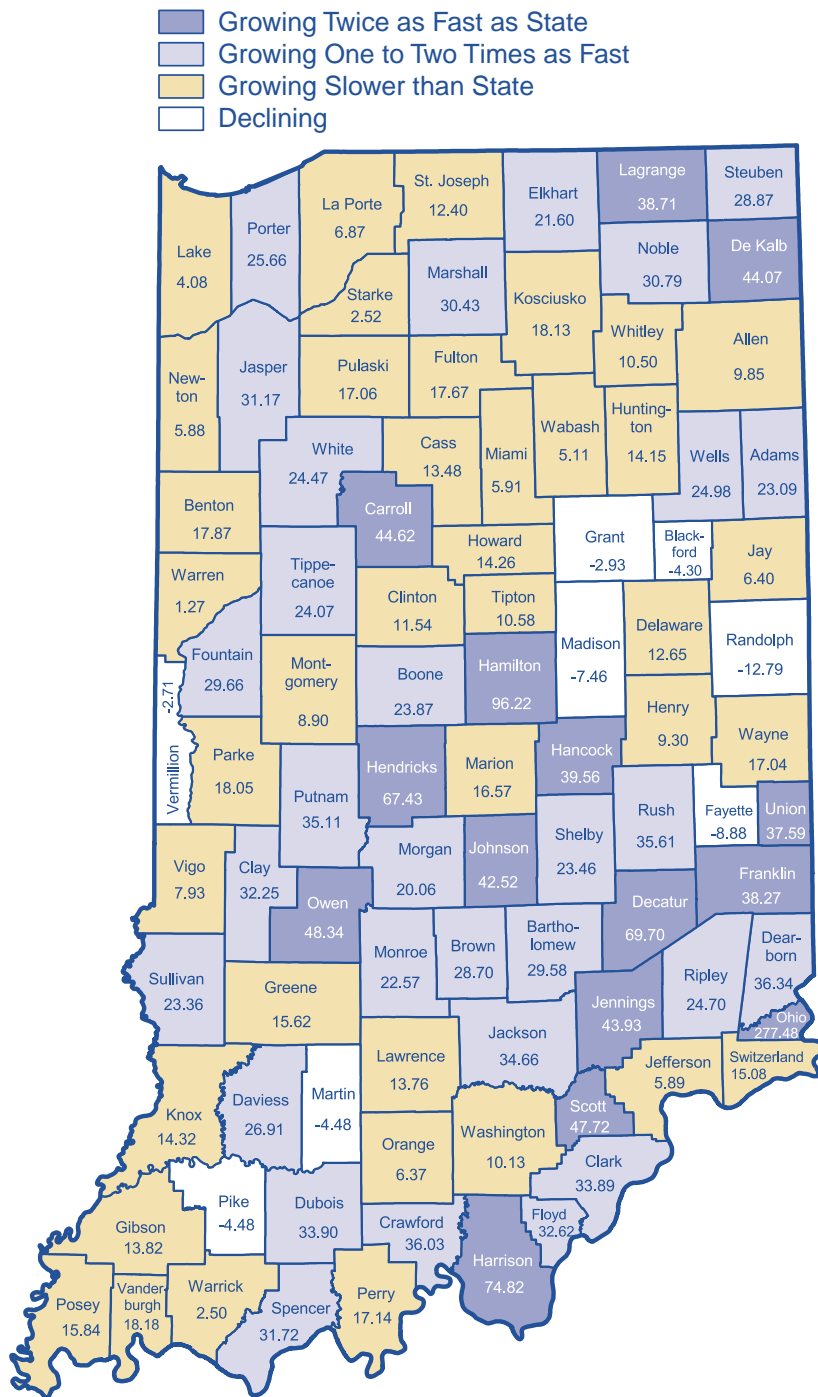 Growing Twice as Fast as State
Growing One to Two Times as Fast
Growing Slower than State
Declining
Lake
4.08
Porter
25.66
La Porte
6.87
St. Joseph
12.40
Elkhart
21.60
Lagrange
38.71
Steuben
28.87
Noble
30.79
De Kalb
44.07
Starke
2.52
Marshall
30.43
Kosciusko
18.13
Whitley
10.50
Allen
9.85
New-
ton
5.88
Jasper
31.17
Pulaski
17.06
Fulton
17.67
White
24.47
Cass
13.48
Miami
5.91
Wabash
5.11
Hunting-
ton
14.15
Wells
24.98
Adams
23.09
Benton
17.87
Carroll
44.62
Howard
14.26
Grant
-2.93
Black-
ford
-4.30
Jay
6.40
Warren
1.27
Tippe-
canoe
24.07
Clinton
11.54
Tipton
10.58
Madison
-7.46
Delaware
12.65
Randolph
-12.79
Fountain
29.66
Mont-
gomery
8.90
Boone
23.87
Hamilton
96.22
Henry
9.30
Wayne
17.04
Vermillion
-2.71
Parke
18.05
Putnam
35.11
Hendricks
67.43
Marion
16.57
Hancock
39.56
Rush
35.61
Fayette
-8.88
Union
37.59
Vigo
7.93
Clay
32.25
Owen
48.34
Morgan
20.06
Johnson
42.52
Shelby
23.46
Decatur
69.70
Franklin
38.27
Sullivan
23.36
Greene
15.62
Monroe
22.57
Brown
28.70
Bartho-
lomew
29.58
Jennings
43.93
Ripley
24.70
Dear-
born
36.34
Ohio
277.48
Knox
14.32
Daviess
26.91
Martin
-4.48
Lawrence
13.76
Jackson
34.66
Scott
47.72
Jefferson
5.89
Switzerland
15.08
Orange
6.37
Washington
10.13
Clark
33.89
Gibson
13.82
Pike
-4.48
Dubois
33.90
Crawford
36.03
Harrison
74.82
Floyd
32.62
Posey
15.84
Vander-
burgh
18.18
Warrick
2.50
Spencer
31.72
Perry
17.14